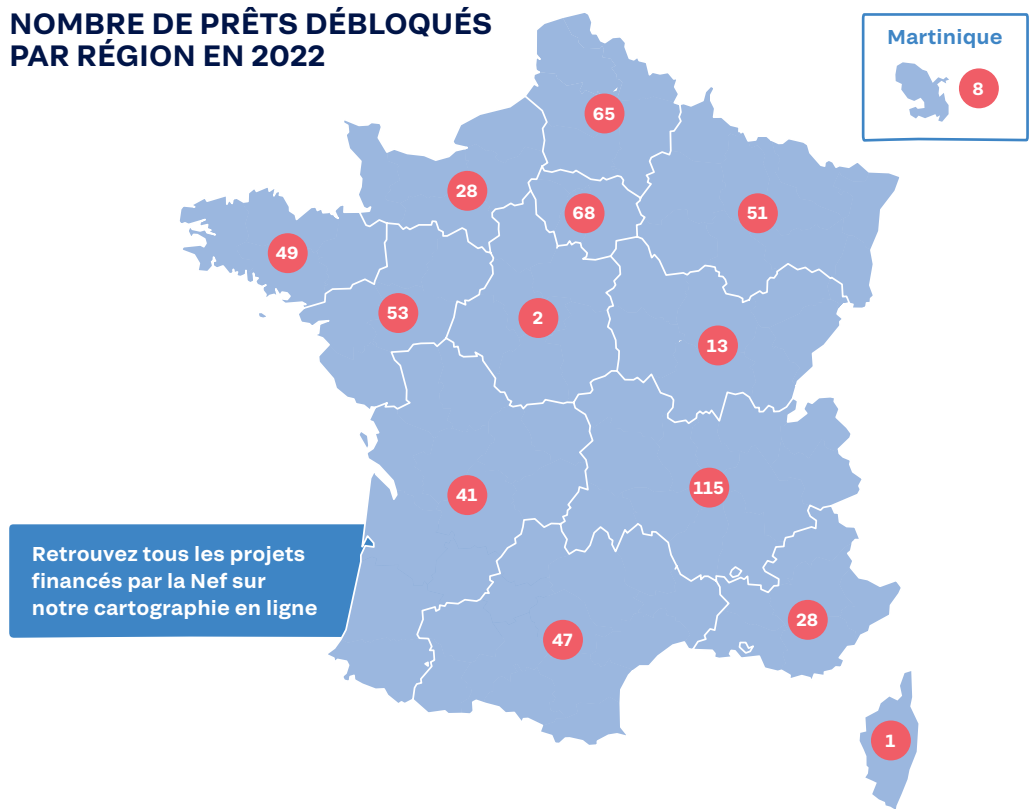 NOMBRE DE PRÊTS DÉBLOQUÉS
PAR RÉGION EN 2022
Martinique
8
65
28
68
51
49
53
2
13
41
115
Retrouvez tous les projets
financés par la Nef sur
notre cartographie en ligne
47
28
1